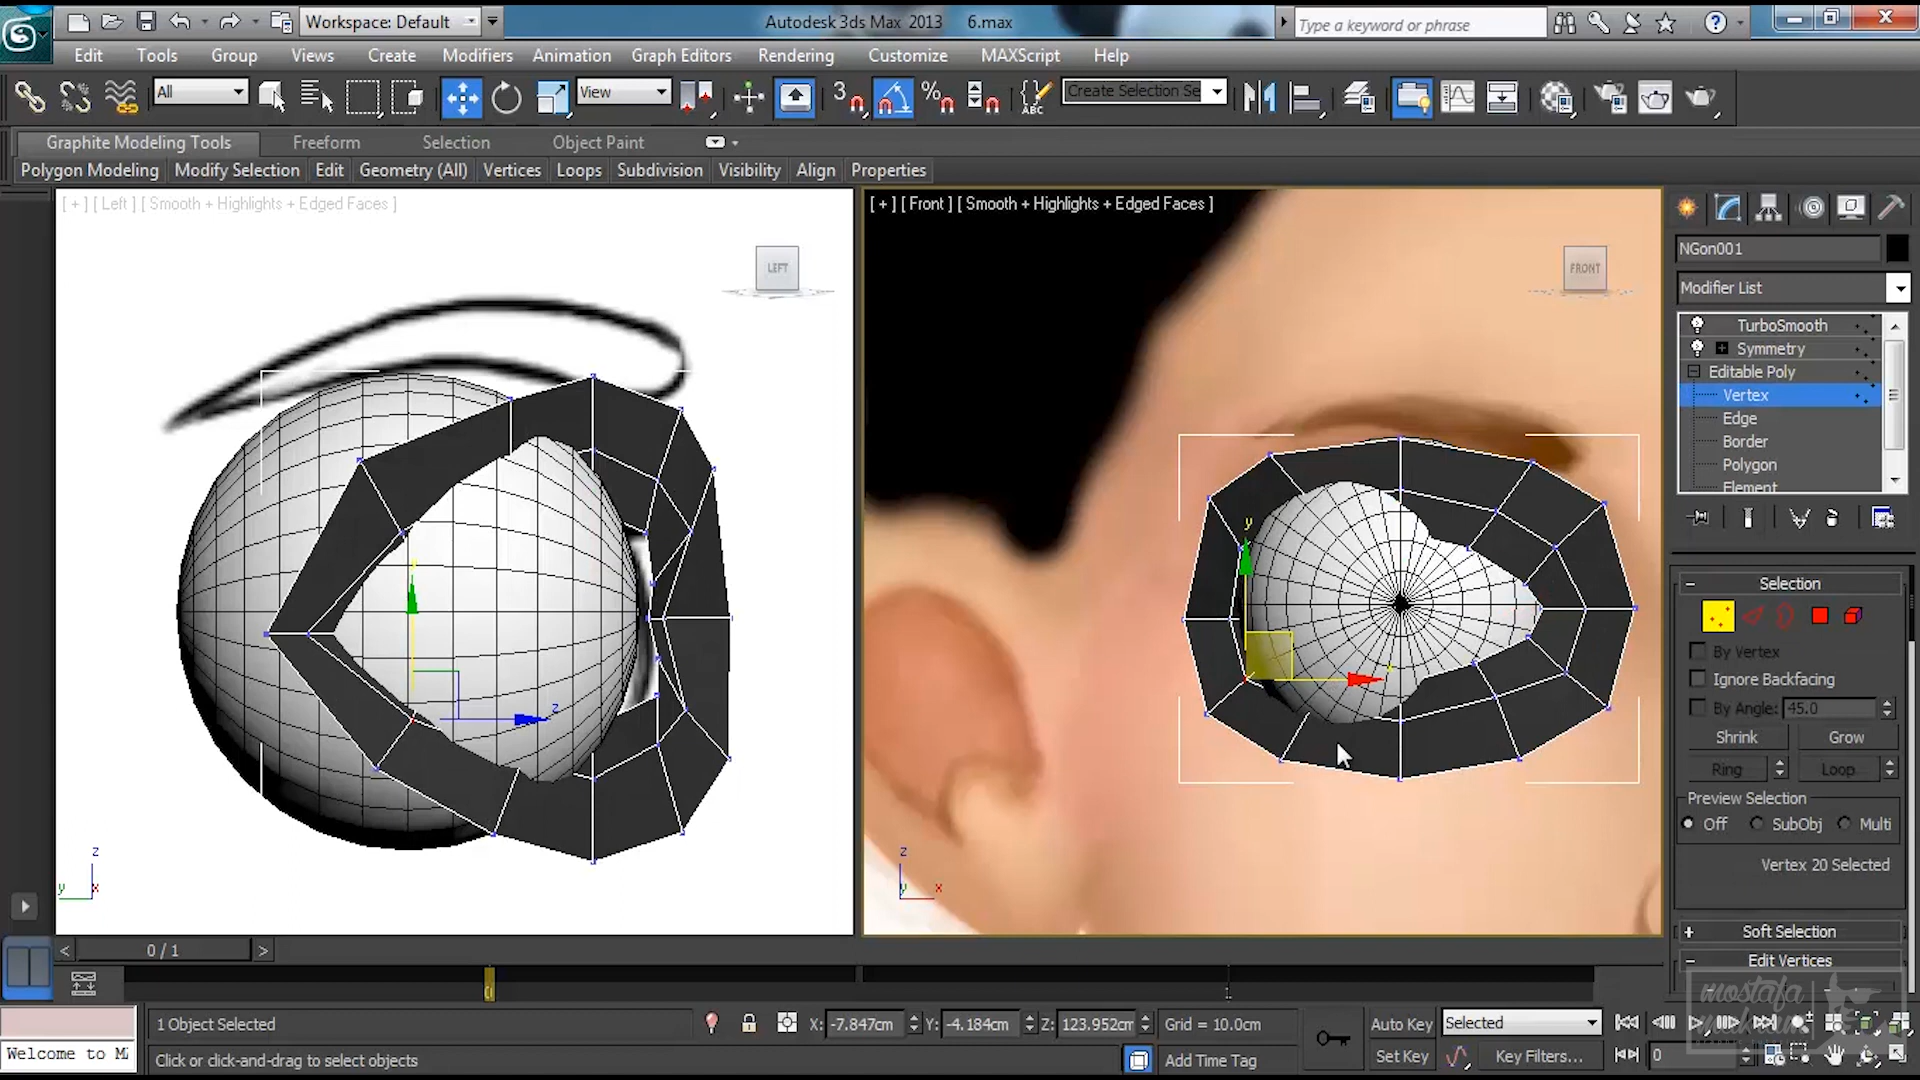 Workspace: Default
Autodesk 3ds Max 2013 6.max
Type a keyword or phrase
Edit Tools Group Views Create Modifiers Animation Graph Editors Rendering Customize MAXScript Help
All
View
3
%
ABC
Create Selection Se
Graphite Modeling Tools Freeform Selection Object Paint
Polygon Modeling Modify Selection Edit Geometry (All) Vertices Loops Subdivision Visibility Align Properties
[ + ] [ Left ] [ Smooth + Highlights + Edged Faces ]
LEFT
z
z
y x
[ + ] [ Front ] [ Smooth + Highlights + Edged Faces ]
FRONT
y
x
z
y x
NGon001
Modifier List
TurboSmooth
Symmetry
Editable Poly
Vertex
Edge
Border
Polygon
Element
Selection
By Vertex
Ignore Backfacing
By Angle: 45.0
Shrink Grow
Ring Loop
Preview Selection
Off SubObj Multi
Vertex 20 Selected
Soft Selection
Edit Vertices
< 0 / 1 >
0 1
1 Object Selected
X: -7.847cm Y: -4.184cm Z: 123.952cm
Grid = 10.0cm
Auto Key Selected
Welcome to M
Click or click-and-drag to select objects
Add Time Tag
Set Key Key Filters...
0
mostafa